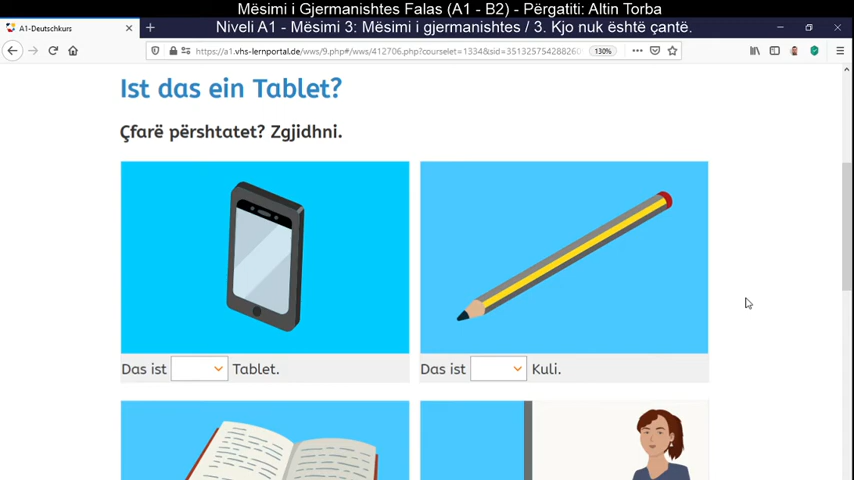 Mësimi i Gjermanishtes Falas (A1 - B2) - Përgatiti: Altin Torba
Niveli A1 - Mësimi 3: Mësimi i gjermanishtes / 3. Kjo nuk është çantë.
A1-Deutschkurs
https://a1.vhs-lernportal.de/wws/9.php#/wws/412706.php?courselet=1334&sid=351325754288260
130%
Ist das ein Tablet?
Çfarë përshtatet? Zgjidhni.
Das ist Tablet.
Das ist Kuli.